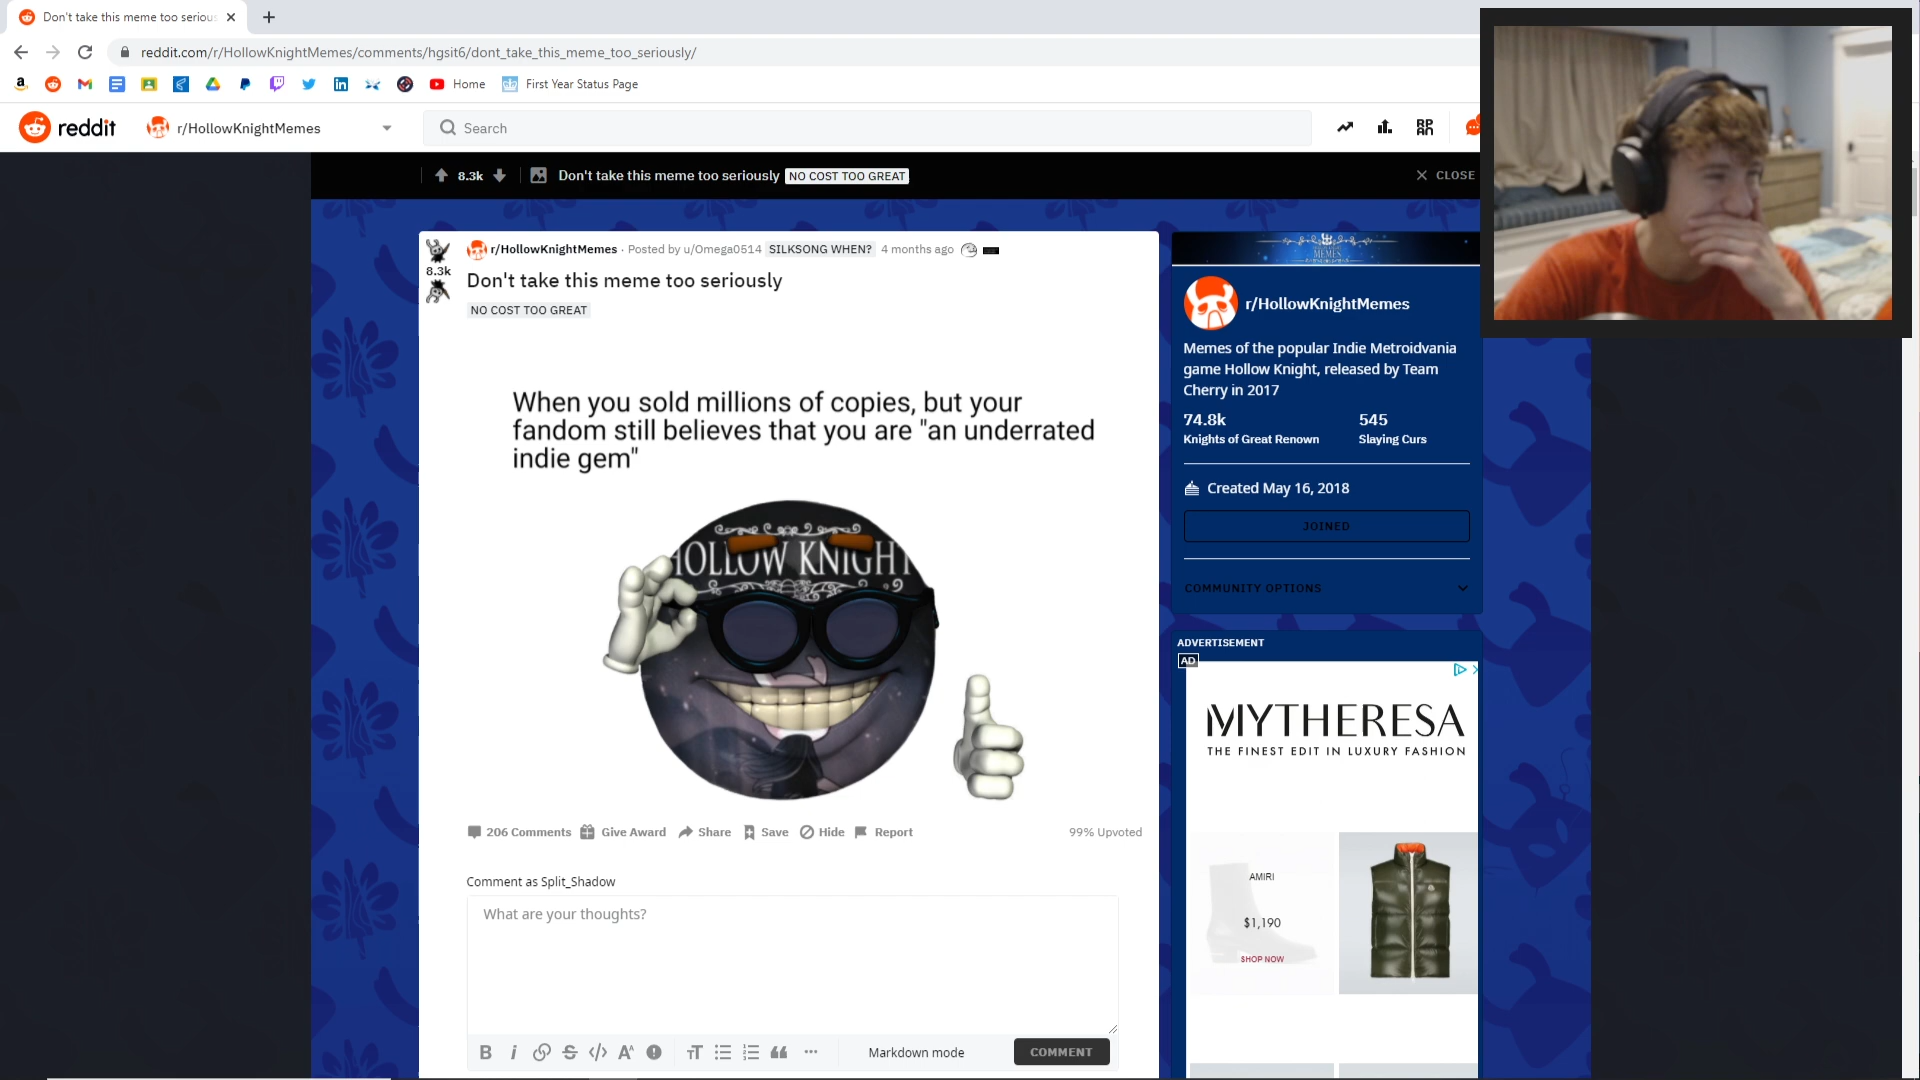 Don't take this meme too seriou
reddit.com/r/HollowKnightMemes/comments/hgsit6/dont_take_this_meme_too_seriously/
Home
First Year Status Page
reddit
r/HollowKnightMemes
Search
8.3k
Don't take this meme too seriously
NO COST TOO GREAT
CLOSE
r/HollowKnightMemes · Posted by u/Omega0514 SILKSONG WHEN? 4 months ago
8.3k
Don't take this meme too seriously
NO COST TOO GREAT
When you sold millions of copies, but your
fandom still believes that you are "an underrated
indie gem"
HOLLOW KNIGHT
206 Comments
Give Award
Share
Save
Hide
Report
99% Upvoted
Comment as Split_Shadow
What are your thoughts?
Markdown mode
COMMENT
MEMES
r/HollowKnightMemes
Memes of the popular Indie Metroidvania
game Hollow Knight, released by Team
Cherry in 2017
74.8k
545
Knights of Great Renown
Slaying Curs
Created May 16, 2018
JOINED
COMMUNITY OPTIONS
ADVERTISEMENT
AD
MYTHERESA
THE FINEST EDIT IN LUXURY FASHION
AMIRI
$1,190
SHOP NOW